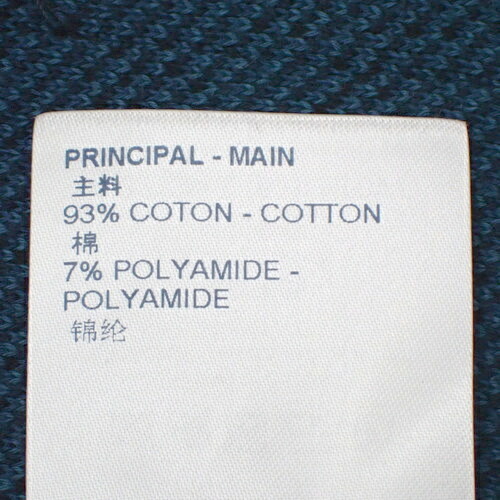 PRINCIPAL - MAIN
主料
93% COTON - COTTON
棉
7% POLYAMIDE -
POLYAMIDE
锦纶